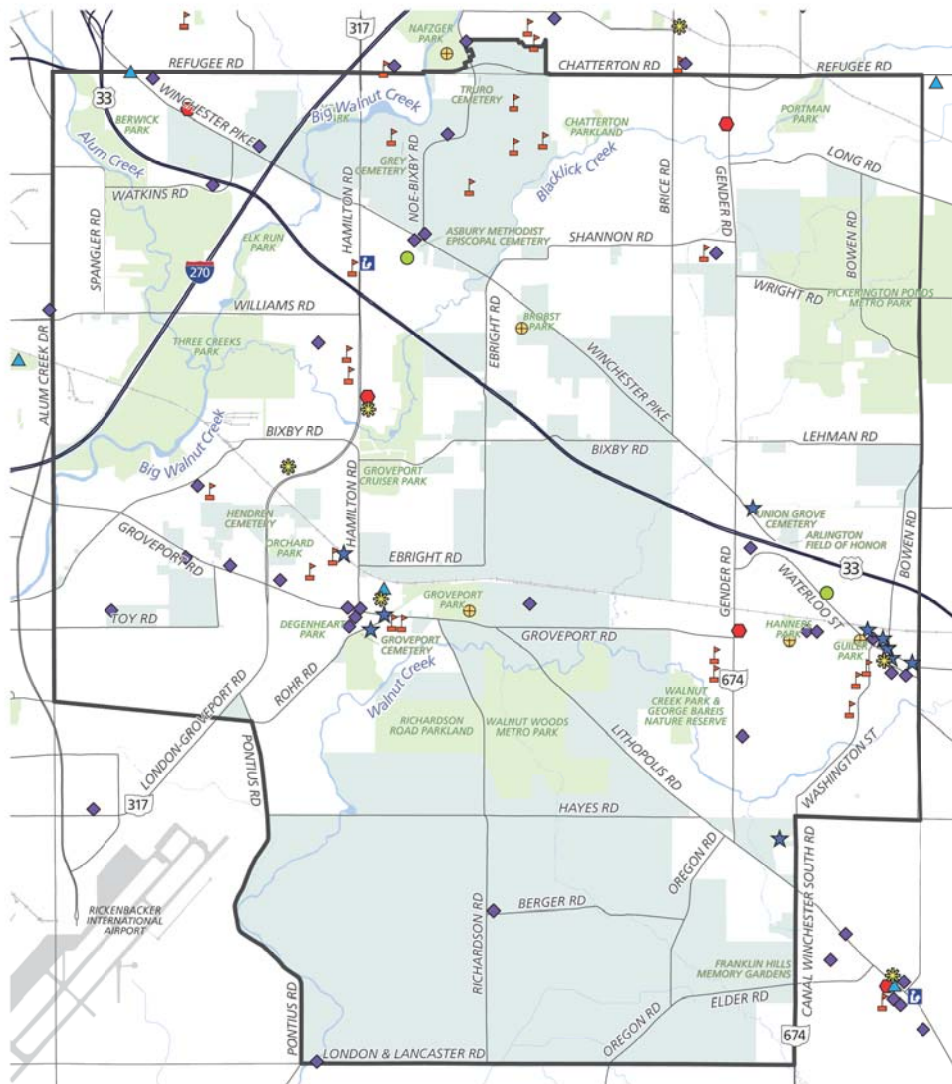 NAFZGER
PARK
317
REFUGEE RD
CHATTERTON RD
REFUGEE RD
33
WINCHESTER PIKE
Big Walnut Creek
PARK
TRURO
CEMETERY
BERWICK
PARK
PORTMAN
PARK
CHATTERTON
PARKLAND
Alum Creek
GREY
CEMETERY
NOE-BIXBY RD
Blacklick Creek
BRICE RD
GENDER RD
LONG RD
WATKINS RD
HAMILTON RD
SPANGLER RD
ELK RUN
PARK
ASBURY METHODIST
EPISCOPAL CEMETERY
SHANNON RD
BOWEN RD
270
WRIGHT RD
PICKERINGTON PONDS
METRO PARK
WILLIAMS RD
EBRIGHT RD
BROBST
PARK
THREE CREEKS
PARK
ALUM CREEK DR
WINCHESTER PIKE
BIXBY RD
BIXBY RD
LEHMAN RD
Big Walnut Creek
HAMILTON RD
GROVEPORT
CRUISER PARK
HENDREN
CEMETERY
UNION GROVE
CEMETERY
ARLINGTON
FIELD OF HONOR
BOWEN RD
GROVEPORT RD
ORCHARD
PARK
EBRIGHT RD
33
GENDER RD
WATERLOO ST
TOY RD
DEGENHEART
PARK
GROVEPORT
PARK
GROVEPORT
CEMETERY
GROVEPORT RD
HANNERS
PARK
GUILER
PARK
ROHR RD
Walnut Creek
674
WALNUT
CREEK PARK &
GEORGE BAREIS
NATURE RESERVE
LONDON-GROVEPORT RD
RICHARDSON
ROAD PARKLAND
WALNUT WOODS
METRO PARK
LITHOPOLIS RD
PONTIUS RD
WASHINGTON ST
317
HAYES RD
OREGON RD
CANAL WINCHESTER SOUTH RD
RICKENBACKER
INTERNATIONAL
AIRPORT
BERGER RD
RICHARDSON RD
FRANKLIN HILLS
MEMORY GARDENS
ELDER RD
PONTIUS RD
OREGON RD
674
LONDON & LANCASTER RD